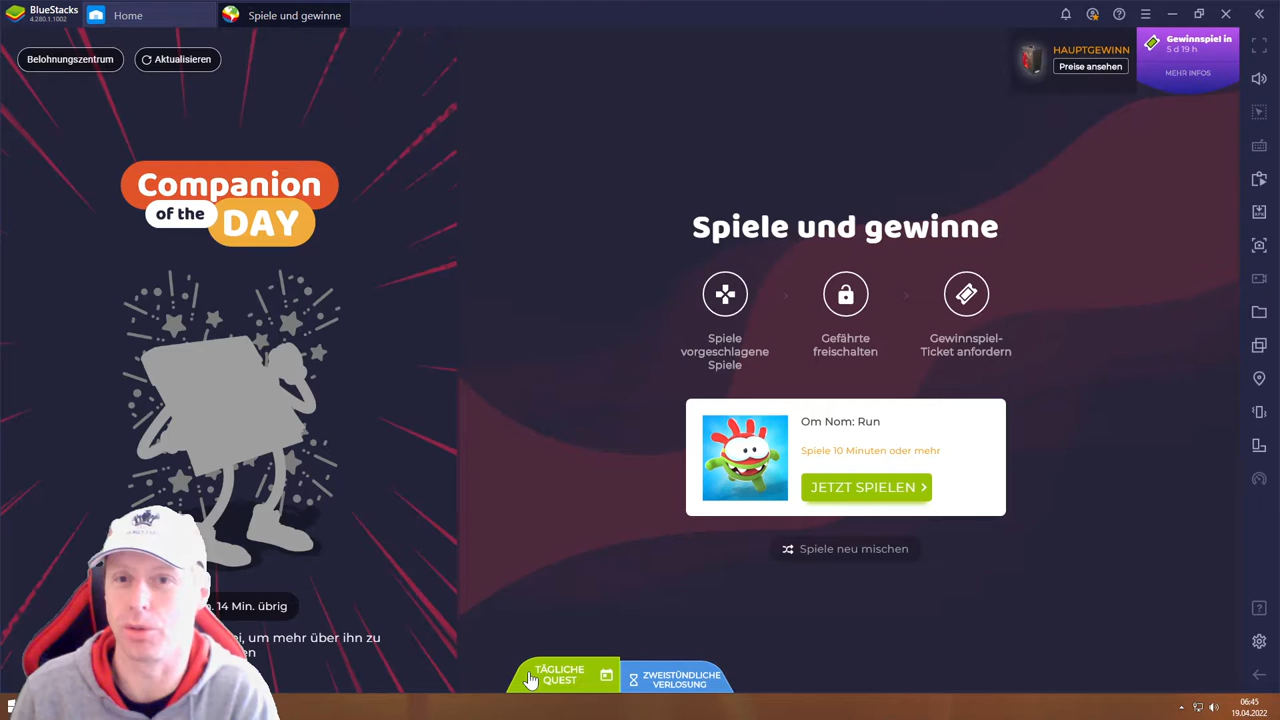 BlueStacks
4.280.1.1002
Home
Spiele und gewinne
Belohnungszentrum
Aktualisieren
HAUPTGEWINN
Preise ansehen
Gewinnspiel in
5 d 19 h
MEHR INFOS
Companion
of the DAY
Spiele und gewinne
Spiele
vorgeschlagene
Spiele
Gefährte
freischalten
Gewinnspiel-
Ticket anfordern
Om Nom: Run
Spiele 10 Minuten oder mehr
JETZT SPIELEN
Spiele neu mischen
14 Min. übrig
um mehr über ihn zu
TÄGLICHE
QUEST
ZWEISTÜNDLICHE
VERLOSUNG
06:45
19.04.2022